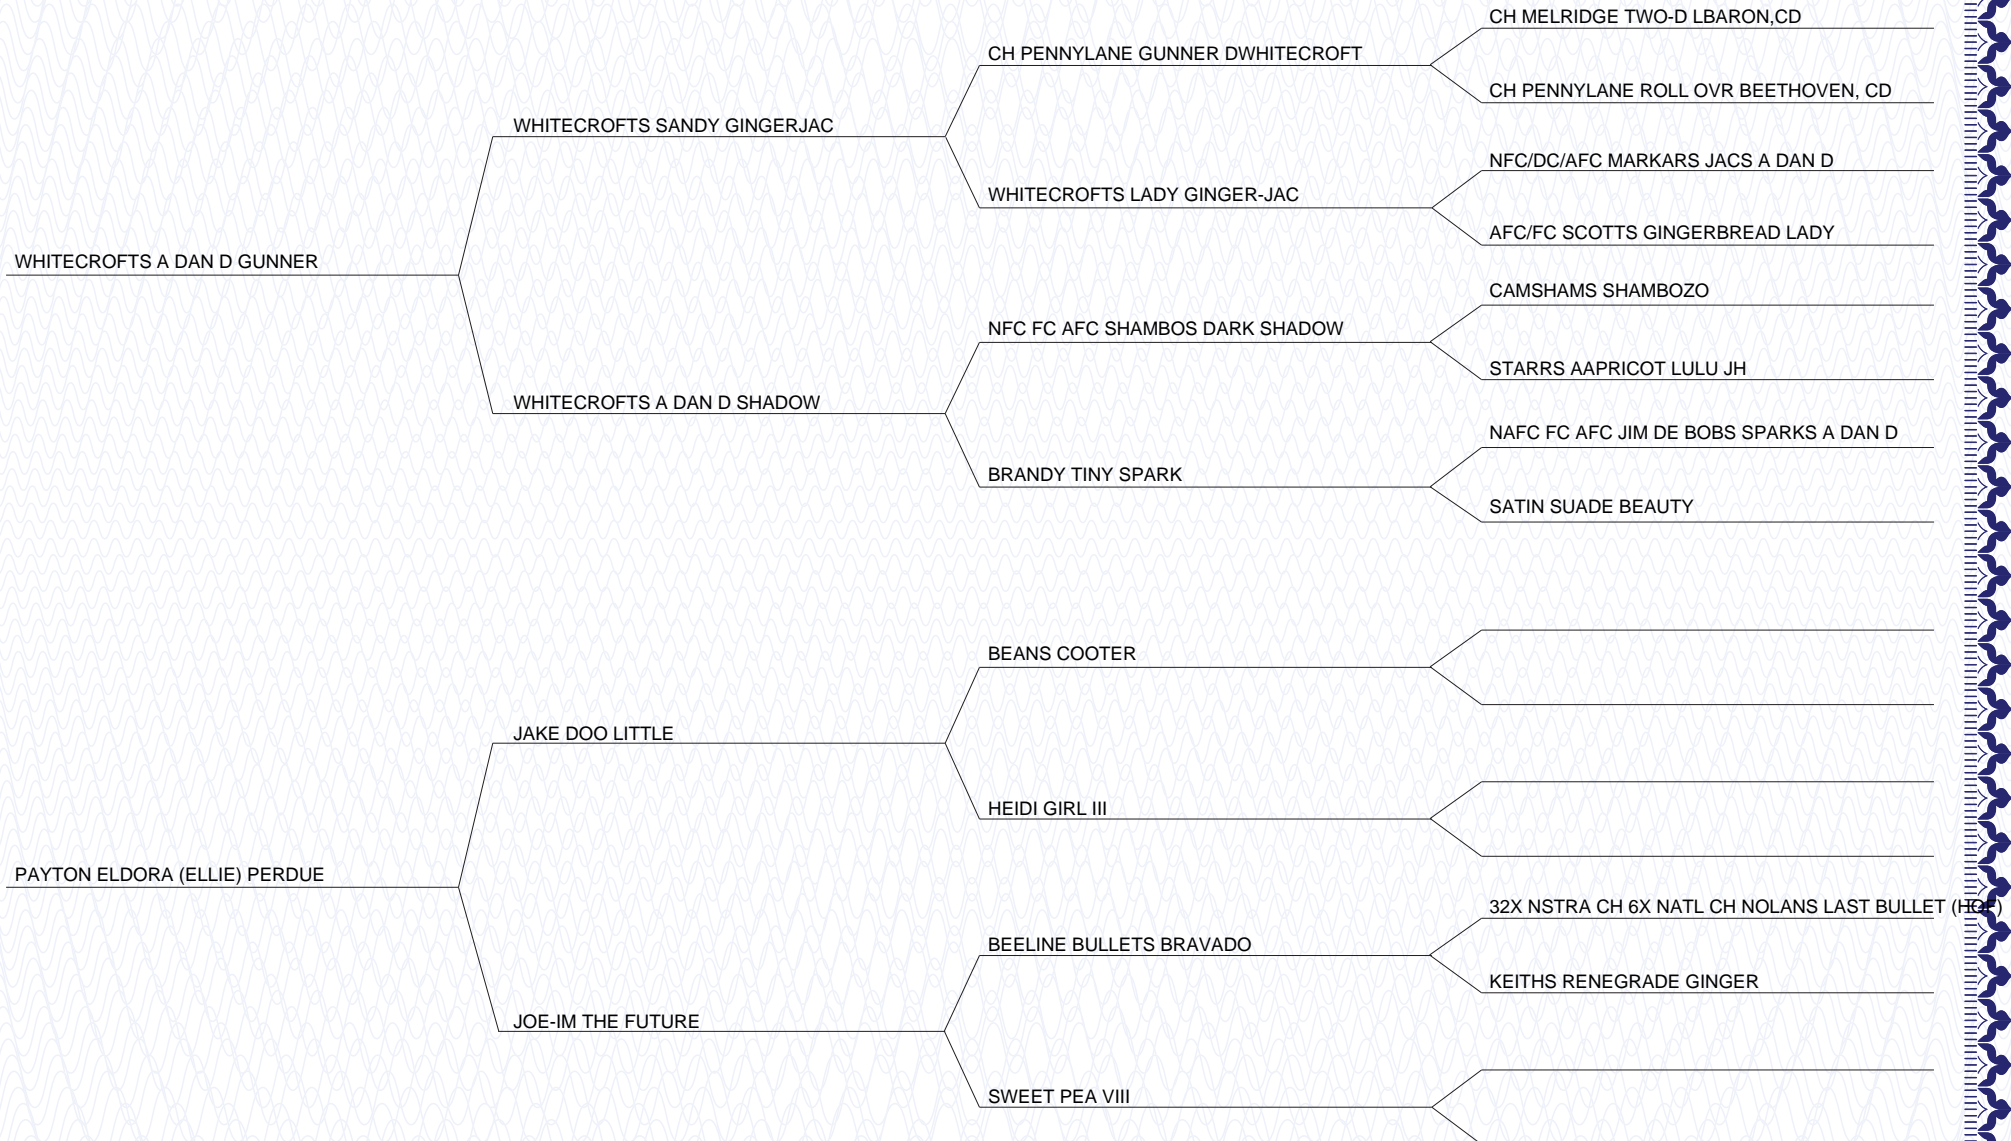 CH MELRIDGE TWO-D LBARON,CD
CH PENNYLANE GUNNER DWHITECROFT
CH PENNYLANE ROLL OVR BEETHOVEN, CD
WHITECROFTS SANDY GINGERJAC
NFC/DC/AFC MARKARS JACS A DAN D
WHITECROFTS LADY GINGER-JAC
AFC/FC SCOTTS GINGERBREAD LADY
WHITECROFTS A DAN D GUNNER
CAMSHAMS SHAMBOZO
NFC FC AFC SHAMBOS DARK SHADOW
STARRS AAPRICOT LULU JH
WHITECROFTS A DAN D SHADOW
NAFC FC AFC JIM DE BOBS SPARKS A DAN D
BRANDY TINY SPARK
SATIN SUADE BEAUTY
BEANS COOTER
JAKE DOO LITTLE
HEIDI GIRL III
PAYTON ELDORA (ELLIE) PERDUE
32X NSTRA CH 6X NATL CH NOLANS LAST BULLET (HOF)
BEELINE BULLETS BRAVADO
KEITHS RENEGRADE GINGER
JOE-IM THE FUTURE
SWEET PEA VIII